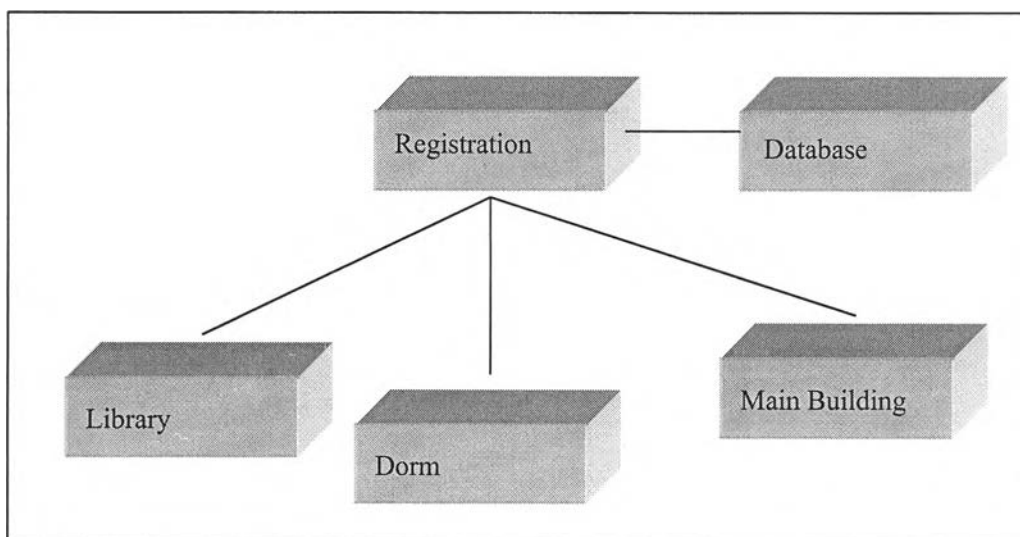 Registration
Database
Library
Dorm
Main Building